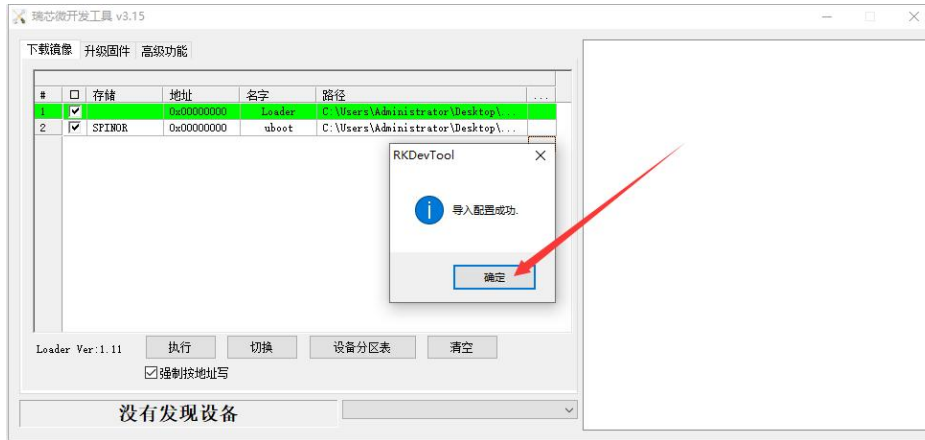 瑞芯微开发工具 v3.15
下载镜像 升级固件 高级功能
# 存储 地址 名字 路径 ...
1 0x00000000 Loader C:\Users\Administrator\Desktop\...
2 SPINOR 0x00000000 uboot C:\Users\Administrator\Desktop\...
RKDevTool
导入配置成功.
确定
Loader Ver:1.11 执行 切换 设备分区表 清空
强制按地址写
没有发现设备